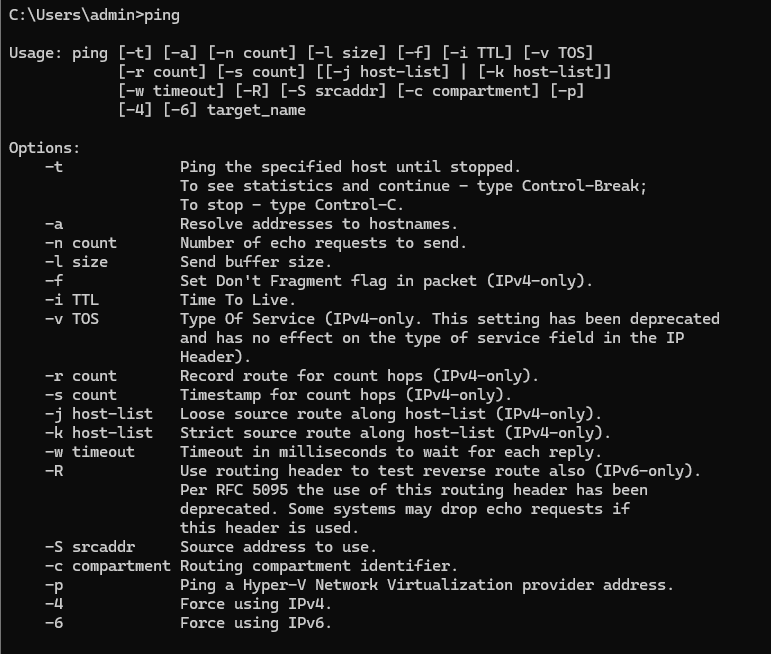 C:\Users\admin>ping

Usage: ping [-t] [-a] [-n count] [-l size] [-f] [-i TTL] [-v TOS]
            [-r count] [-s count] [[-j host-list] | [-k host-list]]
            [-w timeout] [-R] [-S srcaddr] [-c compartment] [-p]
            [-4] [-6] target_name

Options:
    -t             Ping the specified host until stopped.
                   To see statistics and continue - type Control-Break;
                   To stop - type Control-C.
    -a             Resolve addresses to hostnames.
    -n count       Number of echo requests to send.
    -l size        Send buffer size.
    -f             Set Don't Fragment flag in packet (IPv4-only).
    -i TTL         Time To Live.
    -v TOS         Type Of Service (IPv4-only. This setting has been deprecated
                   and has no effect on the type of service field in the IP
                   Header).
    -r count       Record route for count hops (IPv4-only).
    -s count       Timestamp for count hops (IPv4-only).
    -j host-list   Loose source route along host-list (IPv4-only).
    -k host-list   Strict source route along host-list (IPv4-only).
    -w timeout     Timeout in milliseconds to wait for each reply.
    -R             Use routing header to test reverse route also (IPv6-only).
                   Per RFC 5095 the use of this routing header has been
                   deprecated. Some systems may drop echo requests if
                   this header is used.
    -S srcaddr     Source address to use.
    -c compartment Routing compartment identifier.
    -p             Ping a Hyper-V Network Virtualization provider address.
    -4             Force using IPv4.
    -6             Force using IPv6.